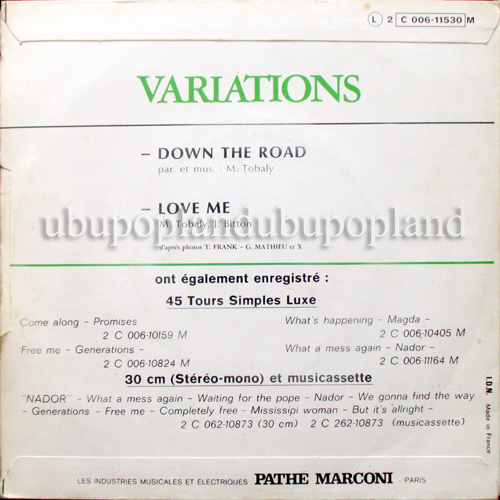 L 2 C 006-11530 M
VARIATIONS
– DOWN THE ROAD
par. et mus. : M. Tobaly
– LOVE ME
M. Tobaly, J. Bitton
ubupoplandubupopland
d'après photos T. FRANK – G. MATHIEU et X
ont également enregistré :
45 Tours Simples Luxe
Come along – Promises
2 C 006-10159 M
What's happening – Magda –
2 C 006-10405 M
Free me – Generations –
2 C 006-10824 M
What a mess again – Nador –
2 C 006-11164 M
30 cm (Stéréo-mono) et musicassette
"NADOR" – What a mess again – Waiting for the pope – Nador – We gonna find the way
– Generations – Free me – Completely free – Mississipi woman – But it's allright –
2 C 062-10873 (30 cm) 2 C 262-10873 (musicassette)
I.D.N. Made in France
LES INDUSTRIES MUSICALES ET ÉLECTRIQUES PATHE MARCONI - PARIS